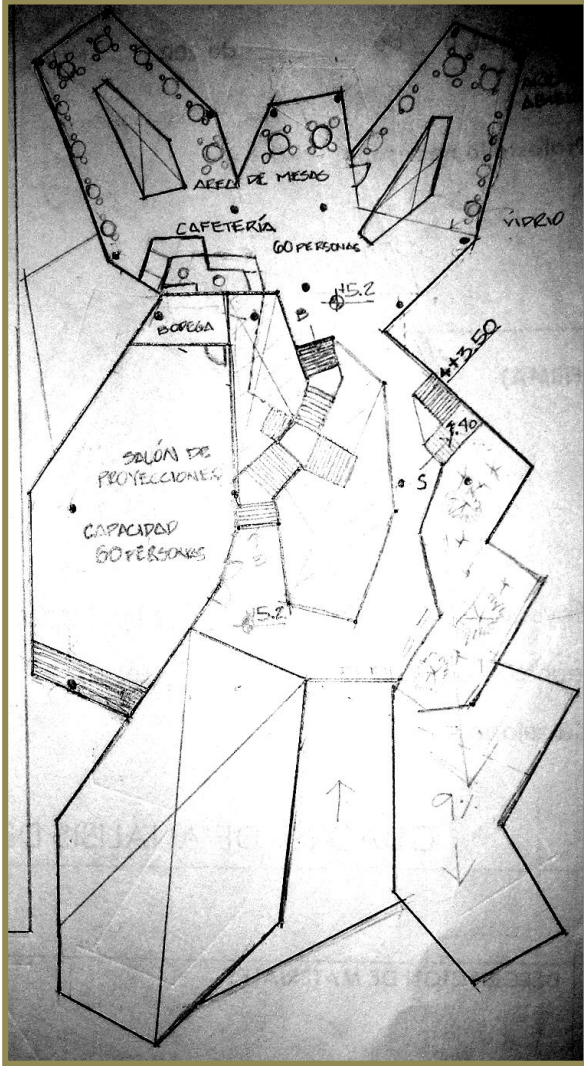 AREA DE MESAS
CAFETERÍA
60 PERSONAS
VIDRIO
+5.2
B
BODEGA
4+3.50
SALÓN DE
PROYECCIONES
S
CAPACIDAD
60 PERSONAS
+5.2
9%